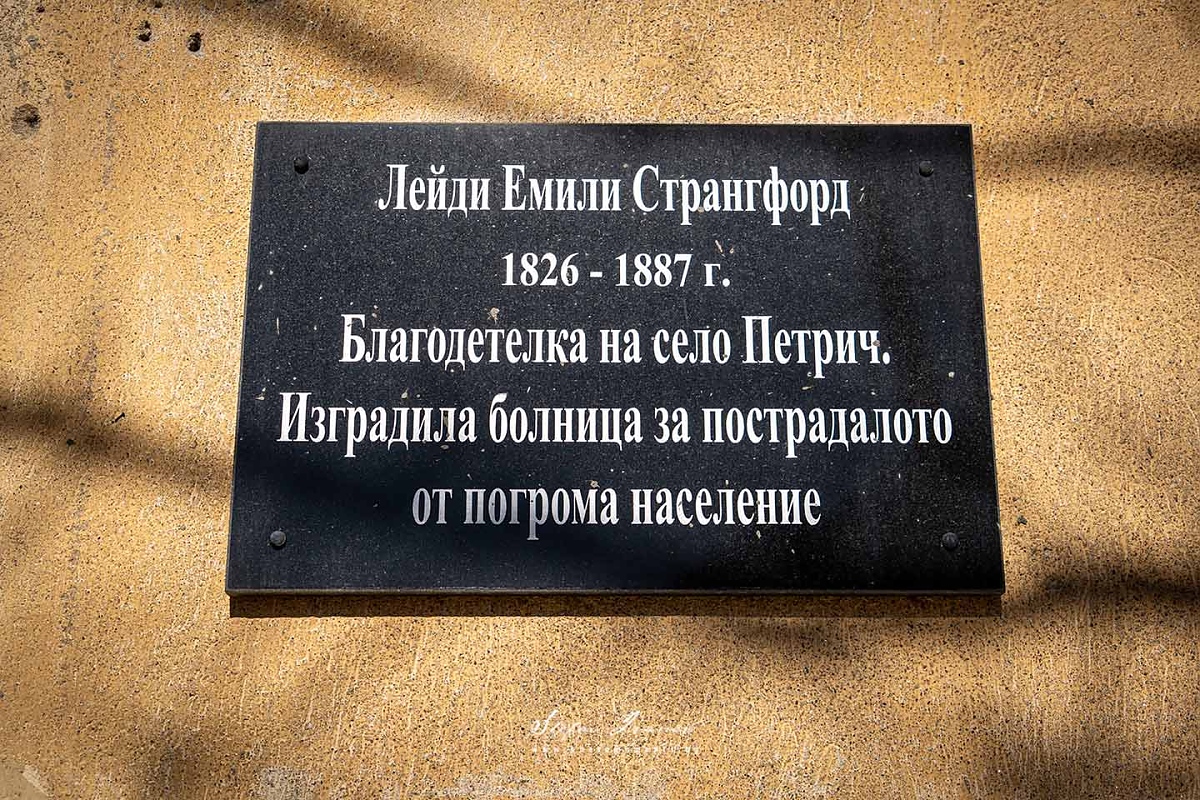 Лейди Емили Странгфорд
1826 - 1887 г.
Благодетелка на село Петрич.
Изградила болница за пострадалото
от погрома население